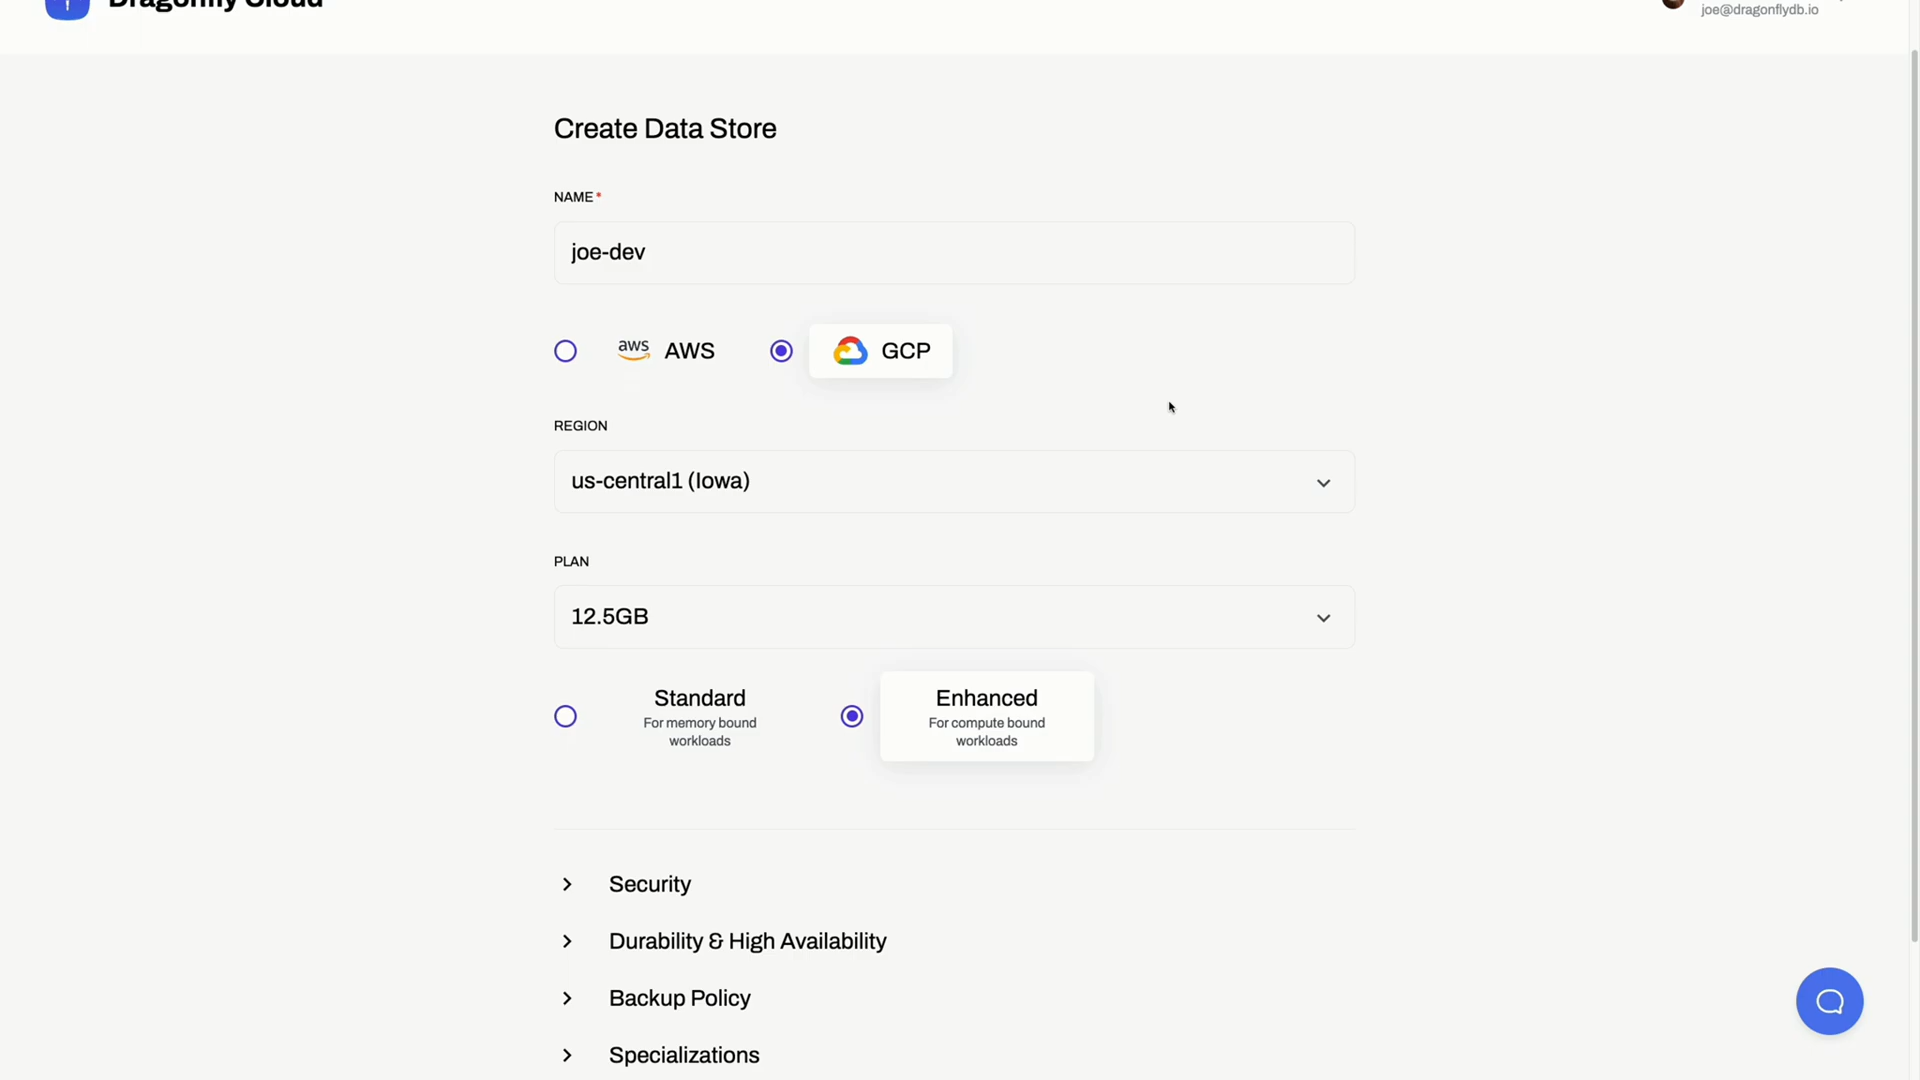 Dragonfly Cloud
joe@dragonflydb.io
Create Data Store
NAME*
joe-dev
aws AWS
GCP
REGION
us-central1 (Iowa)
PLAN
12.5GB
Standard
For memory bound
workloads
Enhanced
For compute bound
workloads
Security
Durability & High Availability
Backup Policy
Specializations